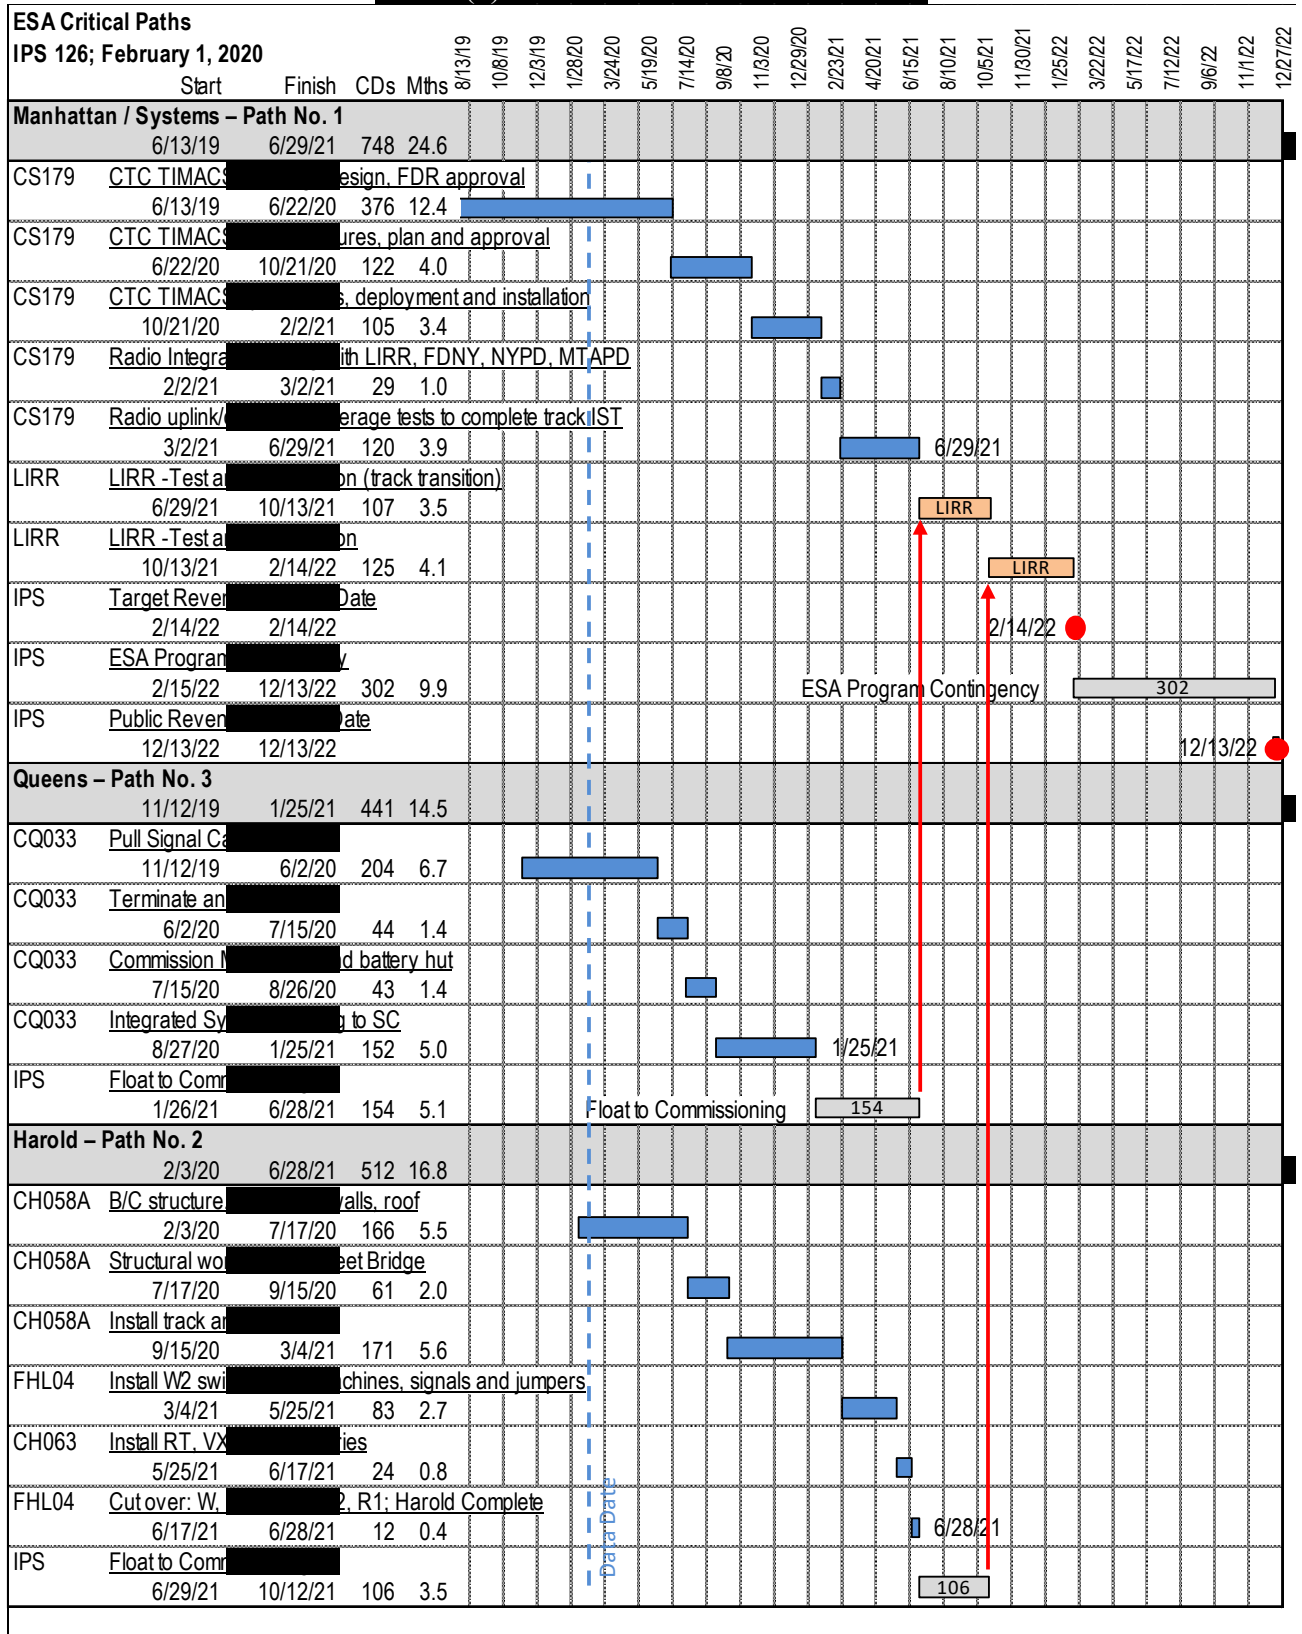 ESA Critical Paths
IPS 126; February 1, 2020
Start Finish CDs Mths 8/13/19 10/8/19 12/3/19 1/28/20 3/24/20 5/19/20 7/14/20 9/8/20 11/3/20 12/29/20 2/23/21 4/20/21 6/15/21 8/10/21 10/5/21 11/30/21 1/25/22 3/22/22 5/17/22 7/12/22 9/6/22 11/1/22 12/27/22
Manhattan / Systems – Path No. 1
6/13/19 6/29/21 748 24.6
CS179 CTC TIMACS esign, FDR approval
6/13/19 6/22/20 376 12.4
CS179 CTC TIMACS ures, plan and approval
6/22/20 10/21/20 122 4.0
CS179 CTC TIMACS s, deployment and installation
10/21/20 2/2/21 105 3.4
CS179 Radio Integra ith LIRR, FDNY, NYPD, MTAPD
2/2/21 3/2/21 29 1.0
CS179 Radio uplink/ erage tests to complete track IST
3/2/21 6/29/21 120 3.9 6/29/21
LIRR LIRR -Test a on (track transition)
6/29/21 10/13/21 107 3.5 LIRR
LIRR LIRR -Test a on
10/13/21 2/14/22 125 4.1 LIRR
IPS Target Rever Date
2/14/22 2/14/22 2/14/22
IPS ESA Program y
2/15/22 12/13/22 302 9.9 ESA Program Contingency 302
IPS Public Reven ate
12/13/22 12/13/22 12/13/22
Queens – Path No. 3
11/12/19 1/25/21 441 14.5
CQ033 Pull Signal Ca
11/12/19 6/2/20 204 6.7
CQ033 Terminate an
6/2/20 7/15/20 44 1.4
CQ033 Commission d battery hut
7/15/20 8/26/20 43 1.4
CQ033 Integrated Sy g to SC
8/27/20 1/25/21 152 5.0 1/25/21
IPS Float to Comm
1/26/21 6/28/21 154 5.1 Float to Commissioning 154
Harold – Path No. 2
2/3/20 6/28/21 512 16.8
CH058A B/C structure valls, roof
2/3/20 7/17/20 166 5.5
CH058A Structural wor eet Bridge
7/17/20 9/15/20 61 2.0
CH058A Install track an
9/15/20 3/4/21 171 5.6
FHL04 Install W2 swi chines, signals and jumpers
3/4/21 5/25/21 83 2.7
CH063 Install RT, VX ries
5/25/21 6/17/21 24 0.8
FHL04 Cut over: W, 2, R1; Harold Complete
6/17/21 6/28/21 12 0.4 6/28/21
IPS Float to Comm
6/29/21 10/12/21 106 3.5 106
Data Date